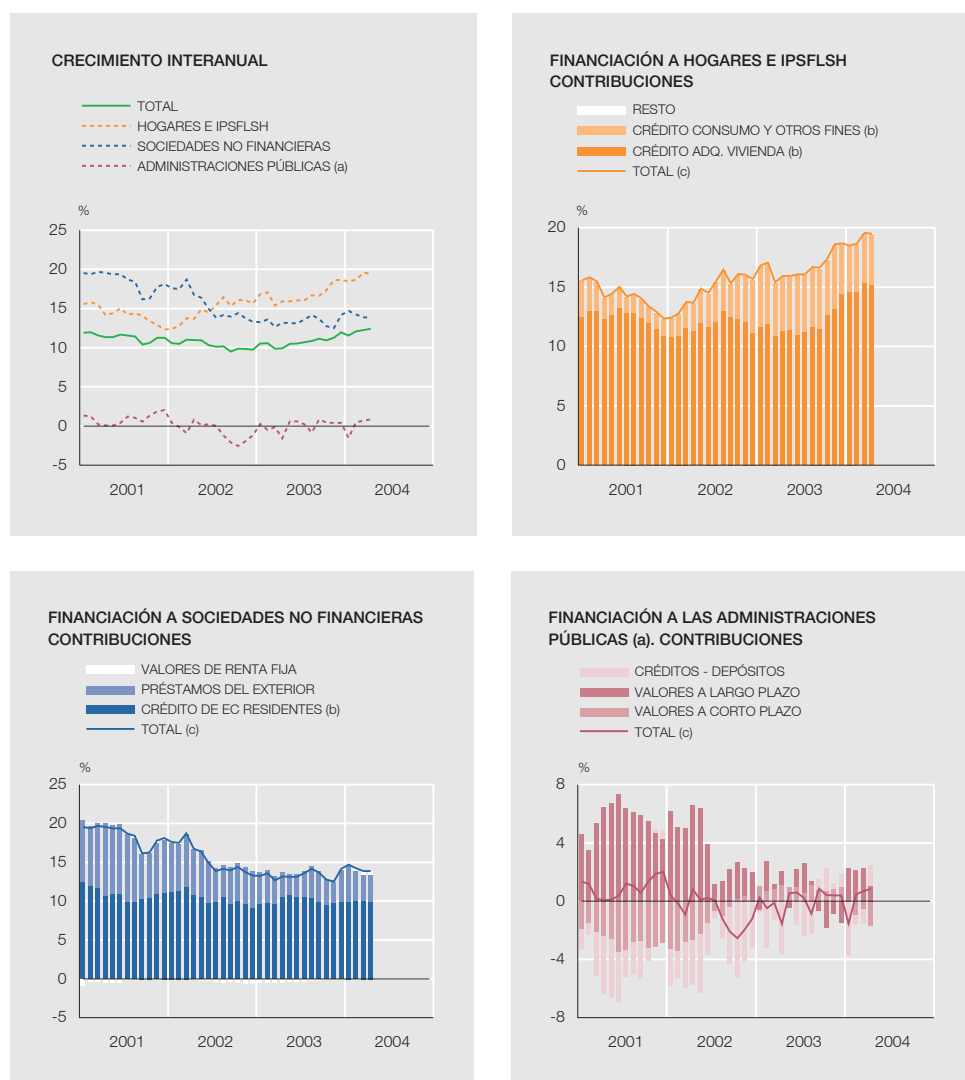 CRECIMIENTO INTERANUAL
TOTAL
HOGARES E IPSFLSH
SOCIEDADES NO FINANCIERAS
ADMINISTRACIONES PÚBLICAS (a)
%
25
20
15
10
5
0
-5
2001
2002
2003
2004
FINANCIACIÓN A HOGARES E IPSFLSH
CONTRIBUCIONES
RESTO
CRÉDITO CONSUMO Y OTROS FINES (b)
CRÉDITO ADQ. VIVIENDA (b)
TOTAL (c)
%
20
15
10
5
0
2001
2002
2003
2004
FINANCIACIÓN A SOCIEDADES NO FINANCIERAS
CONTRIBUCIONES
VALORES DE RENTA FIJA
PRÉSTAMOS DEL EXTERIOR
CRÉDITO DE EC RESIDENTES (b)
TOTAL (c)
%
25
20
15
10
5
0
-5
2001
2002
2003
2004
FINANCIACIÓN A LAS ADMINISTRACIONES
PÚBLICAS (a). CONTRIBUCIONES
CRÉDITOS - DEPÓSITOS
VALORES A LARGO PLAZO
VALORES A CORTO PLAZO
TOTAL (c)
%
8
4
0
-4
-8
2001
2002
2003
2004